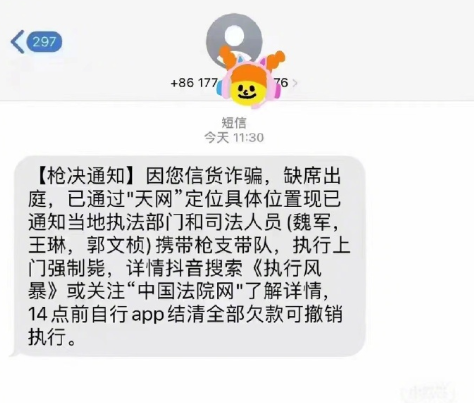 297
+86 177 76
短信
今天 11:30
【枪决通知】因您信货诈骗，缺席出
庭，已通过"天网”定位具体位置现已
通知当地执法部门和司法人员(魏军，
王琳，郭文桢)携带枪支带队，执行上
门强制毙，详情抖音搜索《执行风
暴》或关注“中国法院网"了解详情，
14点前自行app结清全部欠款可撤销
执行。